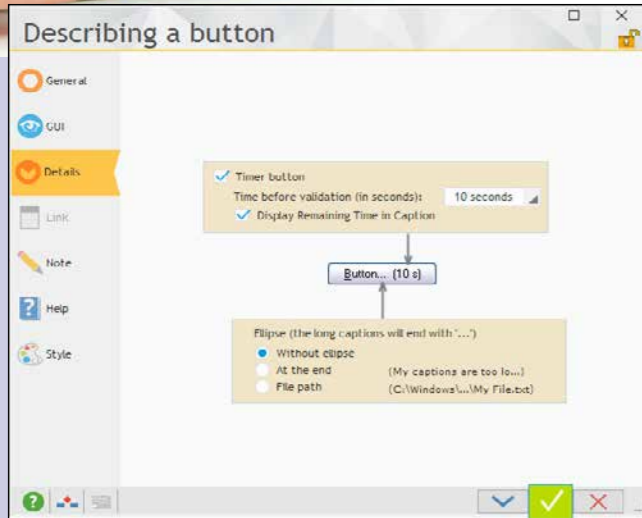 Describing a button
General
GUI
Details
Link
Note
Help
Style
Timer button
Time before validation (in seconds): 10 seconds
Display Remaining Time in Caption
Button... (10 s)
Ellipse (the long captions will end with '...')
Without ellipse
At the end (My captions are too lo...)
File path (C:\Windows\...\My File.txt)